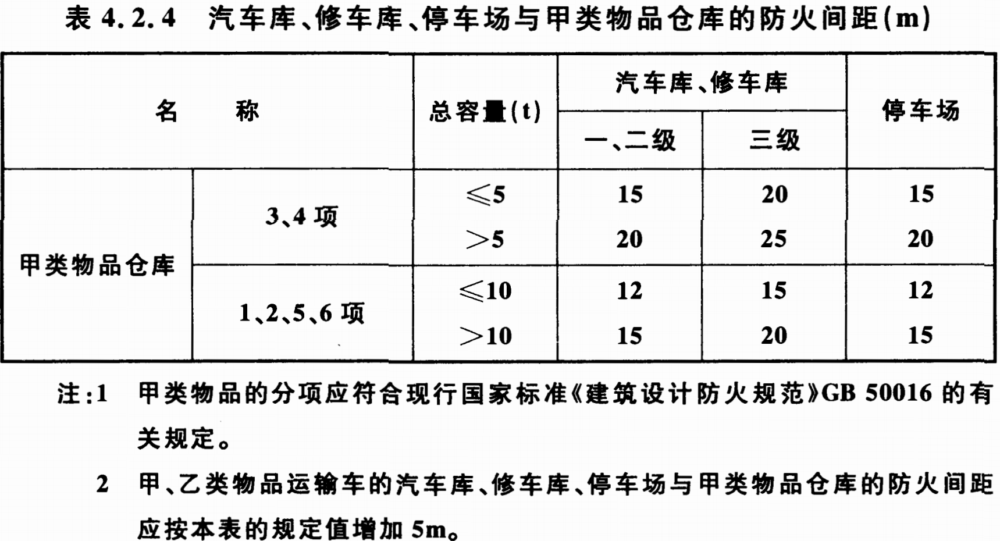 表 4.2.4 汽车库、修车库、停车场与甲类物品仓库的防火间距(m)
名 称 总容量(t) 汽车库、修车库 停车场
一、二级 三级
甲类物品仓库 3、4 项 ≤5 15 20 15
>5 20 25 20
1、2、5、6 项 ≤10 12 15 12
>10 15 20 15
注:1 甲类物品的分项应符合现行国家标准《建筑设计防火规范》GB 50016 的有
关规定。
2 甲、乙类物品运输车的汽车库、修车库、停车场与甲类物品仓库的防火间距
应按本表的规定值增加 5m。